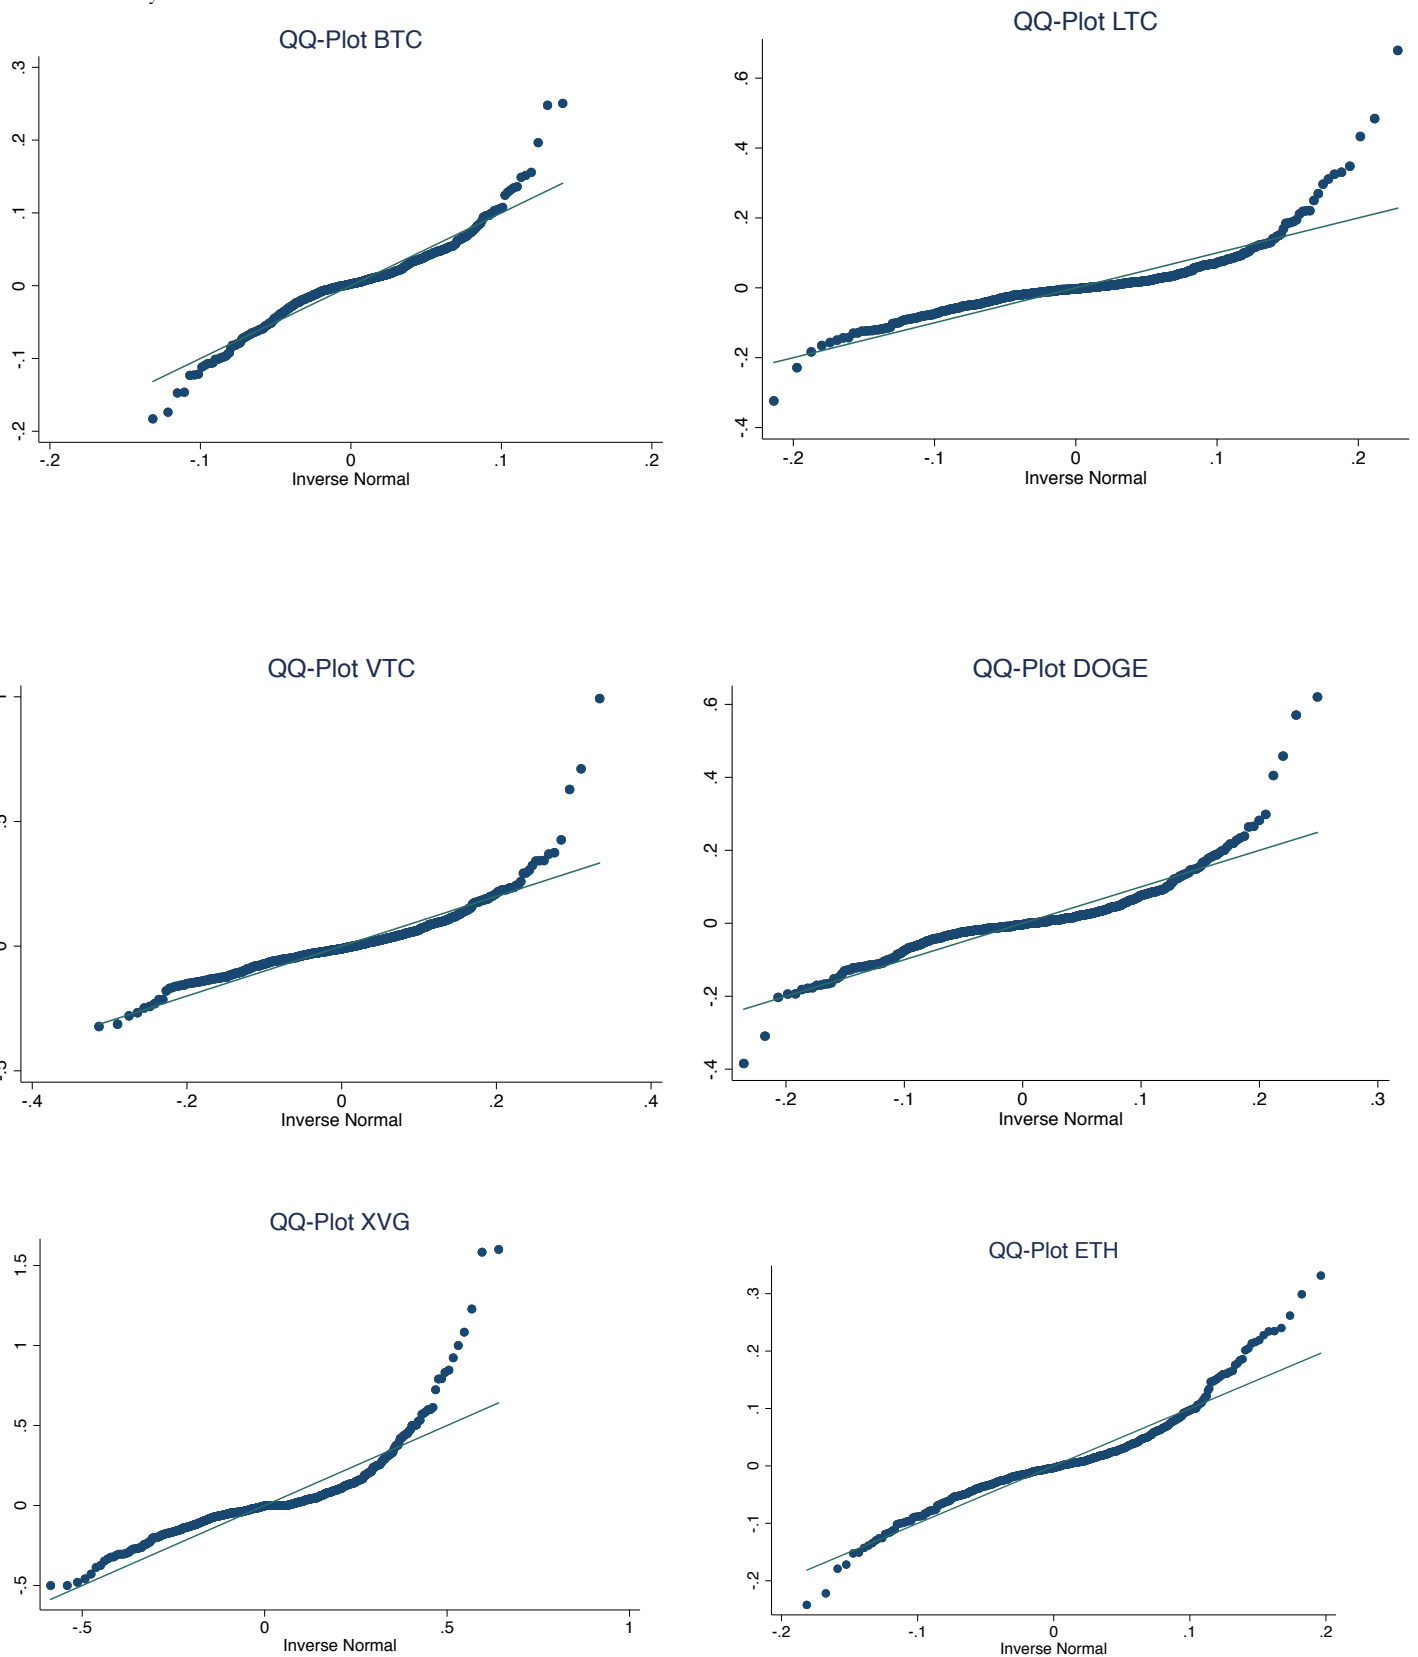 QQ-Plot BTC
.3
.2
.1
0
-.1
-.2
-.2 -.1 0 .1 .2
Inverse Normal
QQ-Plot LTC
.6
.4
.2
0
-.2
-.4
-.2 -.1 0 .1 .2
Inverse Normal
QQ-Plot VTC
0
-.4 -.2 0 .2 .4
Inverse Normal
QQ-Plot DOGE
.6
.4
.2
0
-.2
-.4
-.2 -.1 0 .1 .2 .3
Inverse Normal
QQ-Plot XVG
1.5
1
.5
0
-.5
-.5 0 .5 1
Inverse Normal
QQ-Plot ETH
.3
.2
.1
0
-.1
-.2
-.2 -.1 0 .1 .2
Inverse Normal